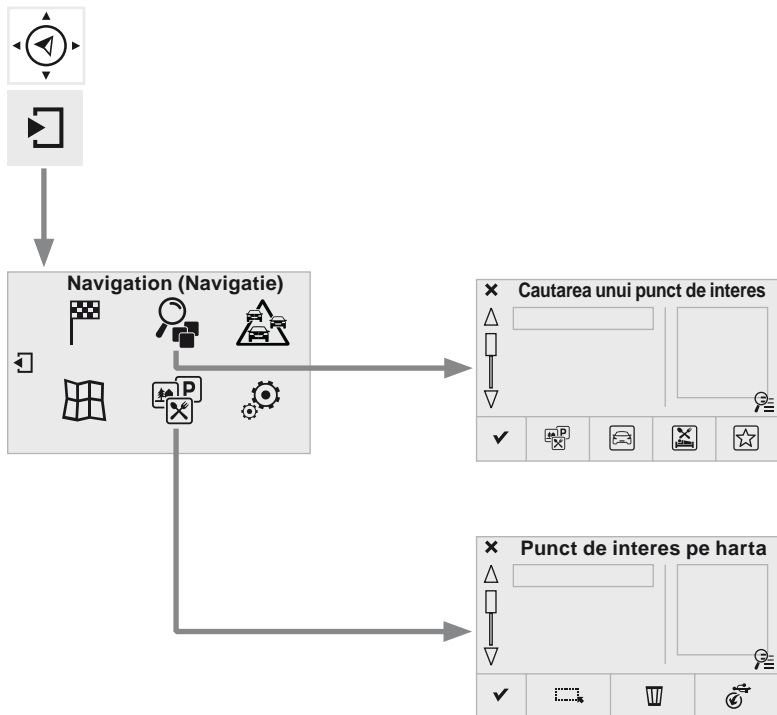 Navigation (Navigatie)
Cautarea unui punct de interes
P
P
Punct de interes pe harta